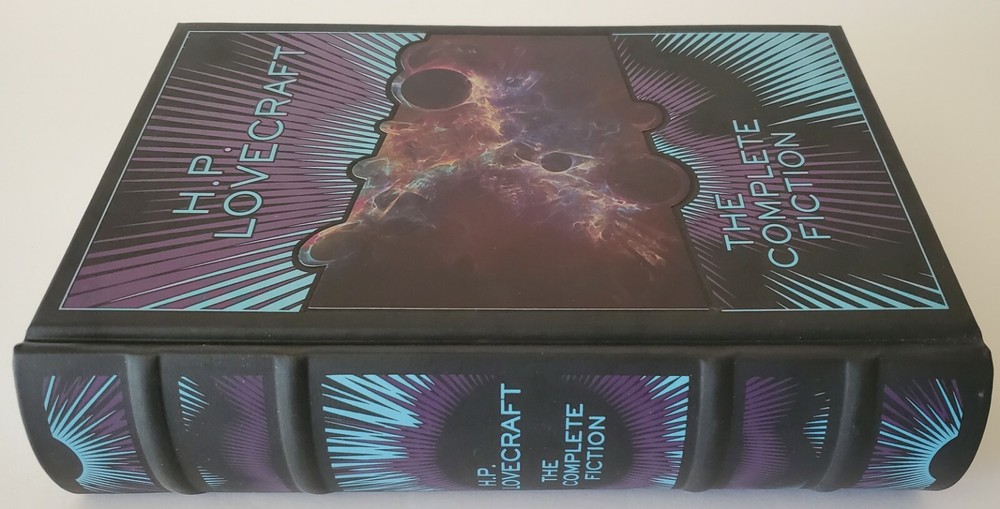 H.P.
LOVECRAFT
THE
COMPLETE
FICTION
H.P.
LOVECRAFT
THE
COMPLETE
FICTION